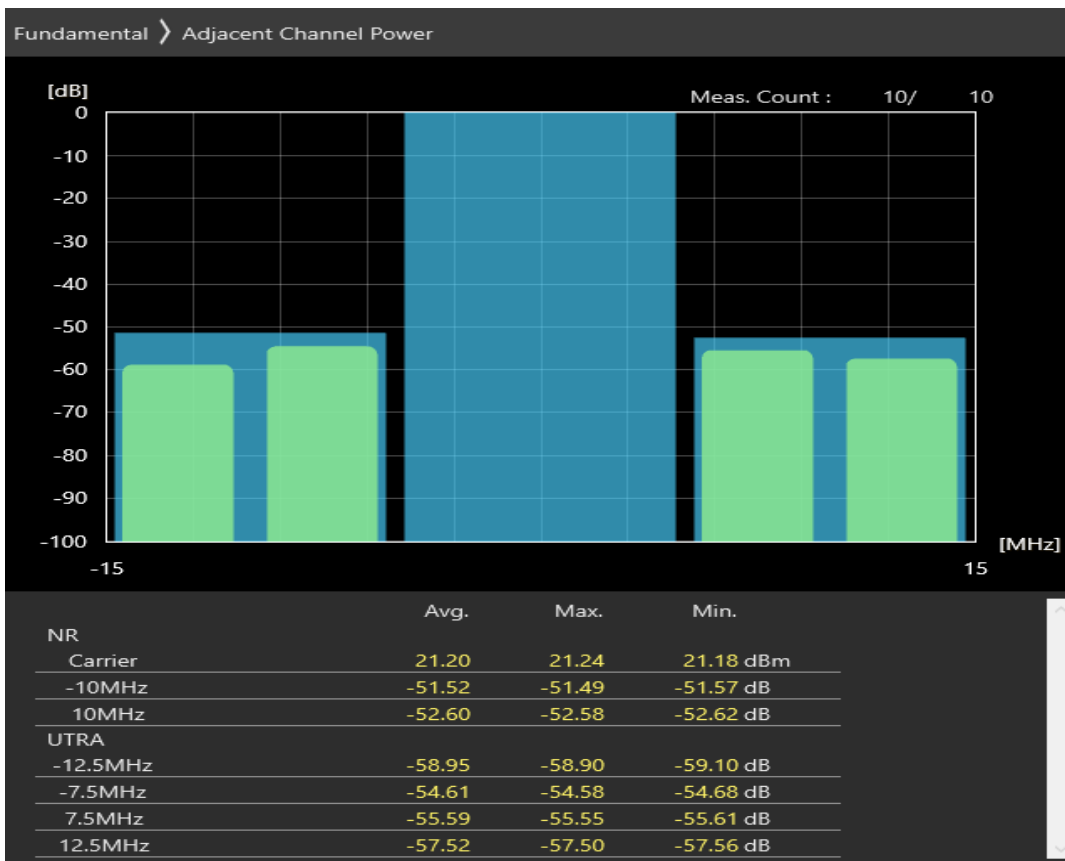 Fundamental 〉 Adjacent Channel Power
[dB]
Meas. Count : 10/ 10
0
-10
-20
-30
-40
-50
-60
-70
-80
-90
-100
[MHz]
-15 15
Avg. Max. Min.
NR
Carrier 21.20 21.24 21.18 dBm
-10MHz -51.52 -51.49 -51.57 dB
10MHz -52.60 -52.58 -52.62 dB
UTRA
-12.5MHz -58.95 -58.90 -59.10 dB
-7.5MHz -54.61 -54.58 -54.68 dB
7.5MHz -55.59 -55.55 -55.61 dB
12.5MHz -57.52 -57.50 -57.56 dB